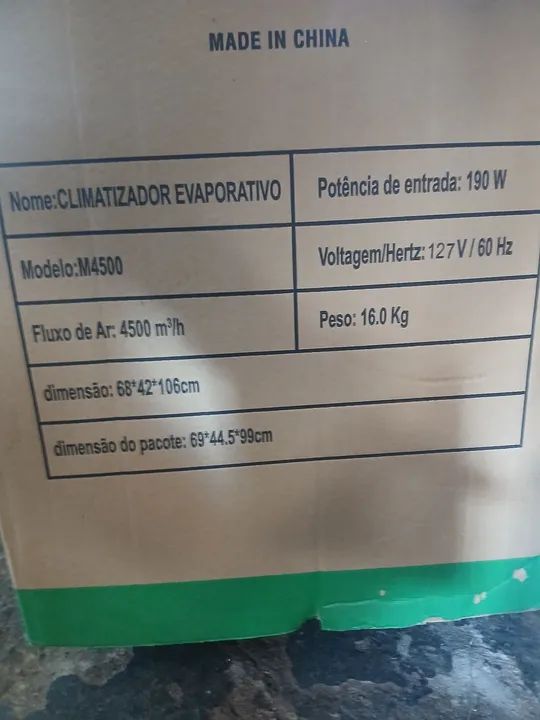 MADE IN CHINA
Nome:CLIMATIZADOR EVAPORATIVO
Potência de entrada: 190 W
Modelo:M4500
Voltagem/Hertz: 127 V / 60 Hz
Fluxo de Ar: 4500 m³/h
Peso: 16.0 Kg
dimensão: 68*42*106cm
dimensão do pacote: 69*44.5*99cm